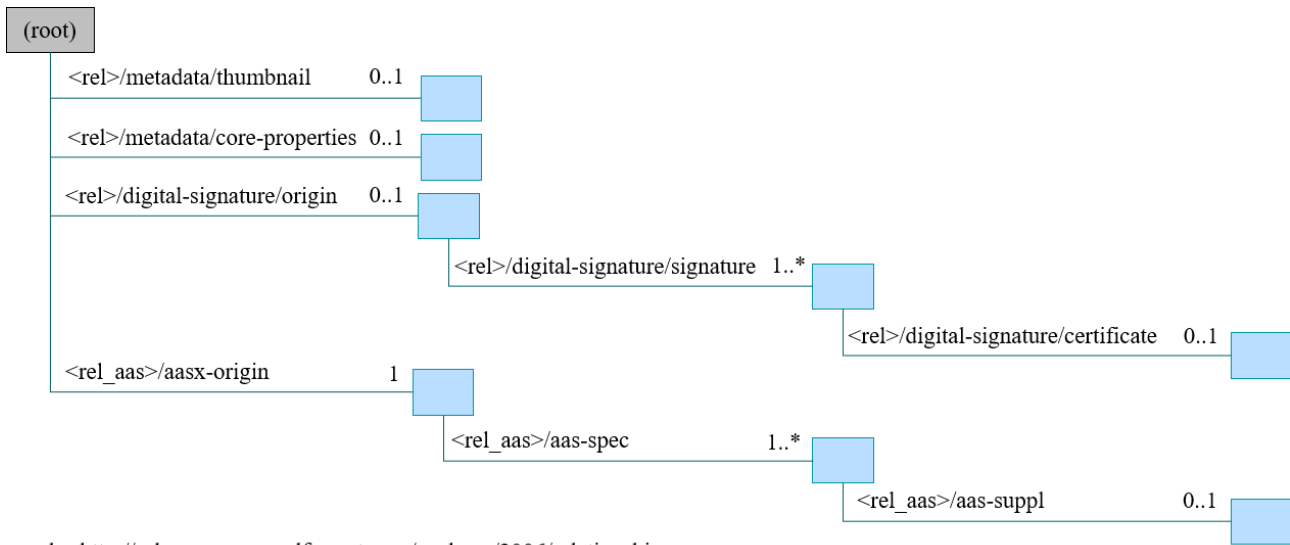 (root)
<rel>/metadata/thumbnail 0..1
<rel>/metadata/core-properties 0..1
<rel>/digital-signature/origin 0..1
<rel>/digital-signature/signature 1..*
<rel>/digital-signature/certificate 0..1
<rel_aas>/aasx-origin 1
<rel_aas>/aas-spec 1..*
<rel_aas>/aas-suppl 0..1